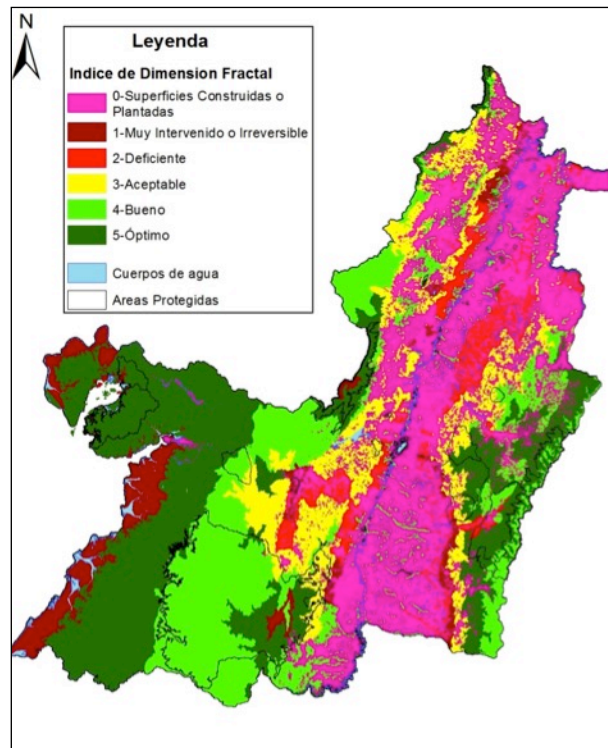 N
Leyenda
Indice de Dimension Fractal
0-Superficies Construidas o
Plantadas
1-Muy Intervenido o Irreversible
2-Deficiente
3-Aceptable
4-Bueno
5-Óptimo
Cuerpos de agua
Areas Protegidas